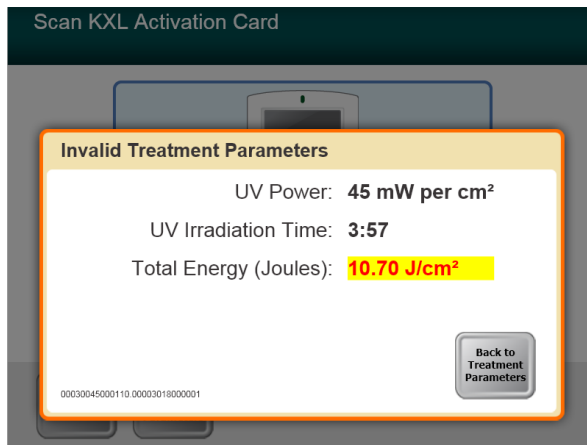 Scan KXL Activation Card
Invalid Treatment Parameters
UV Power: 45 mW per cm²
UV Irradiation Time: 3:57
Total Energy (Joules): 10.70 J/cm²
Back to
Treatment
Parameters
00030045000110.00003018000001